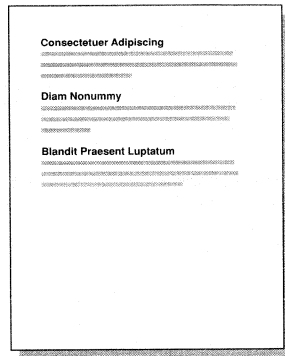 Consectetuer Adipiscing
Diam Nonummy
Blandit Praesent Luptatum